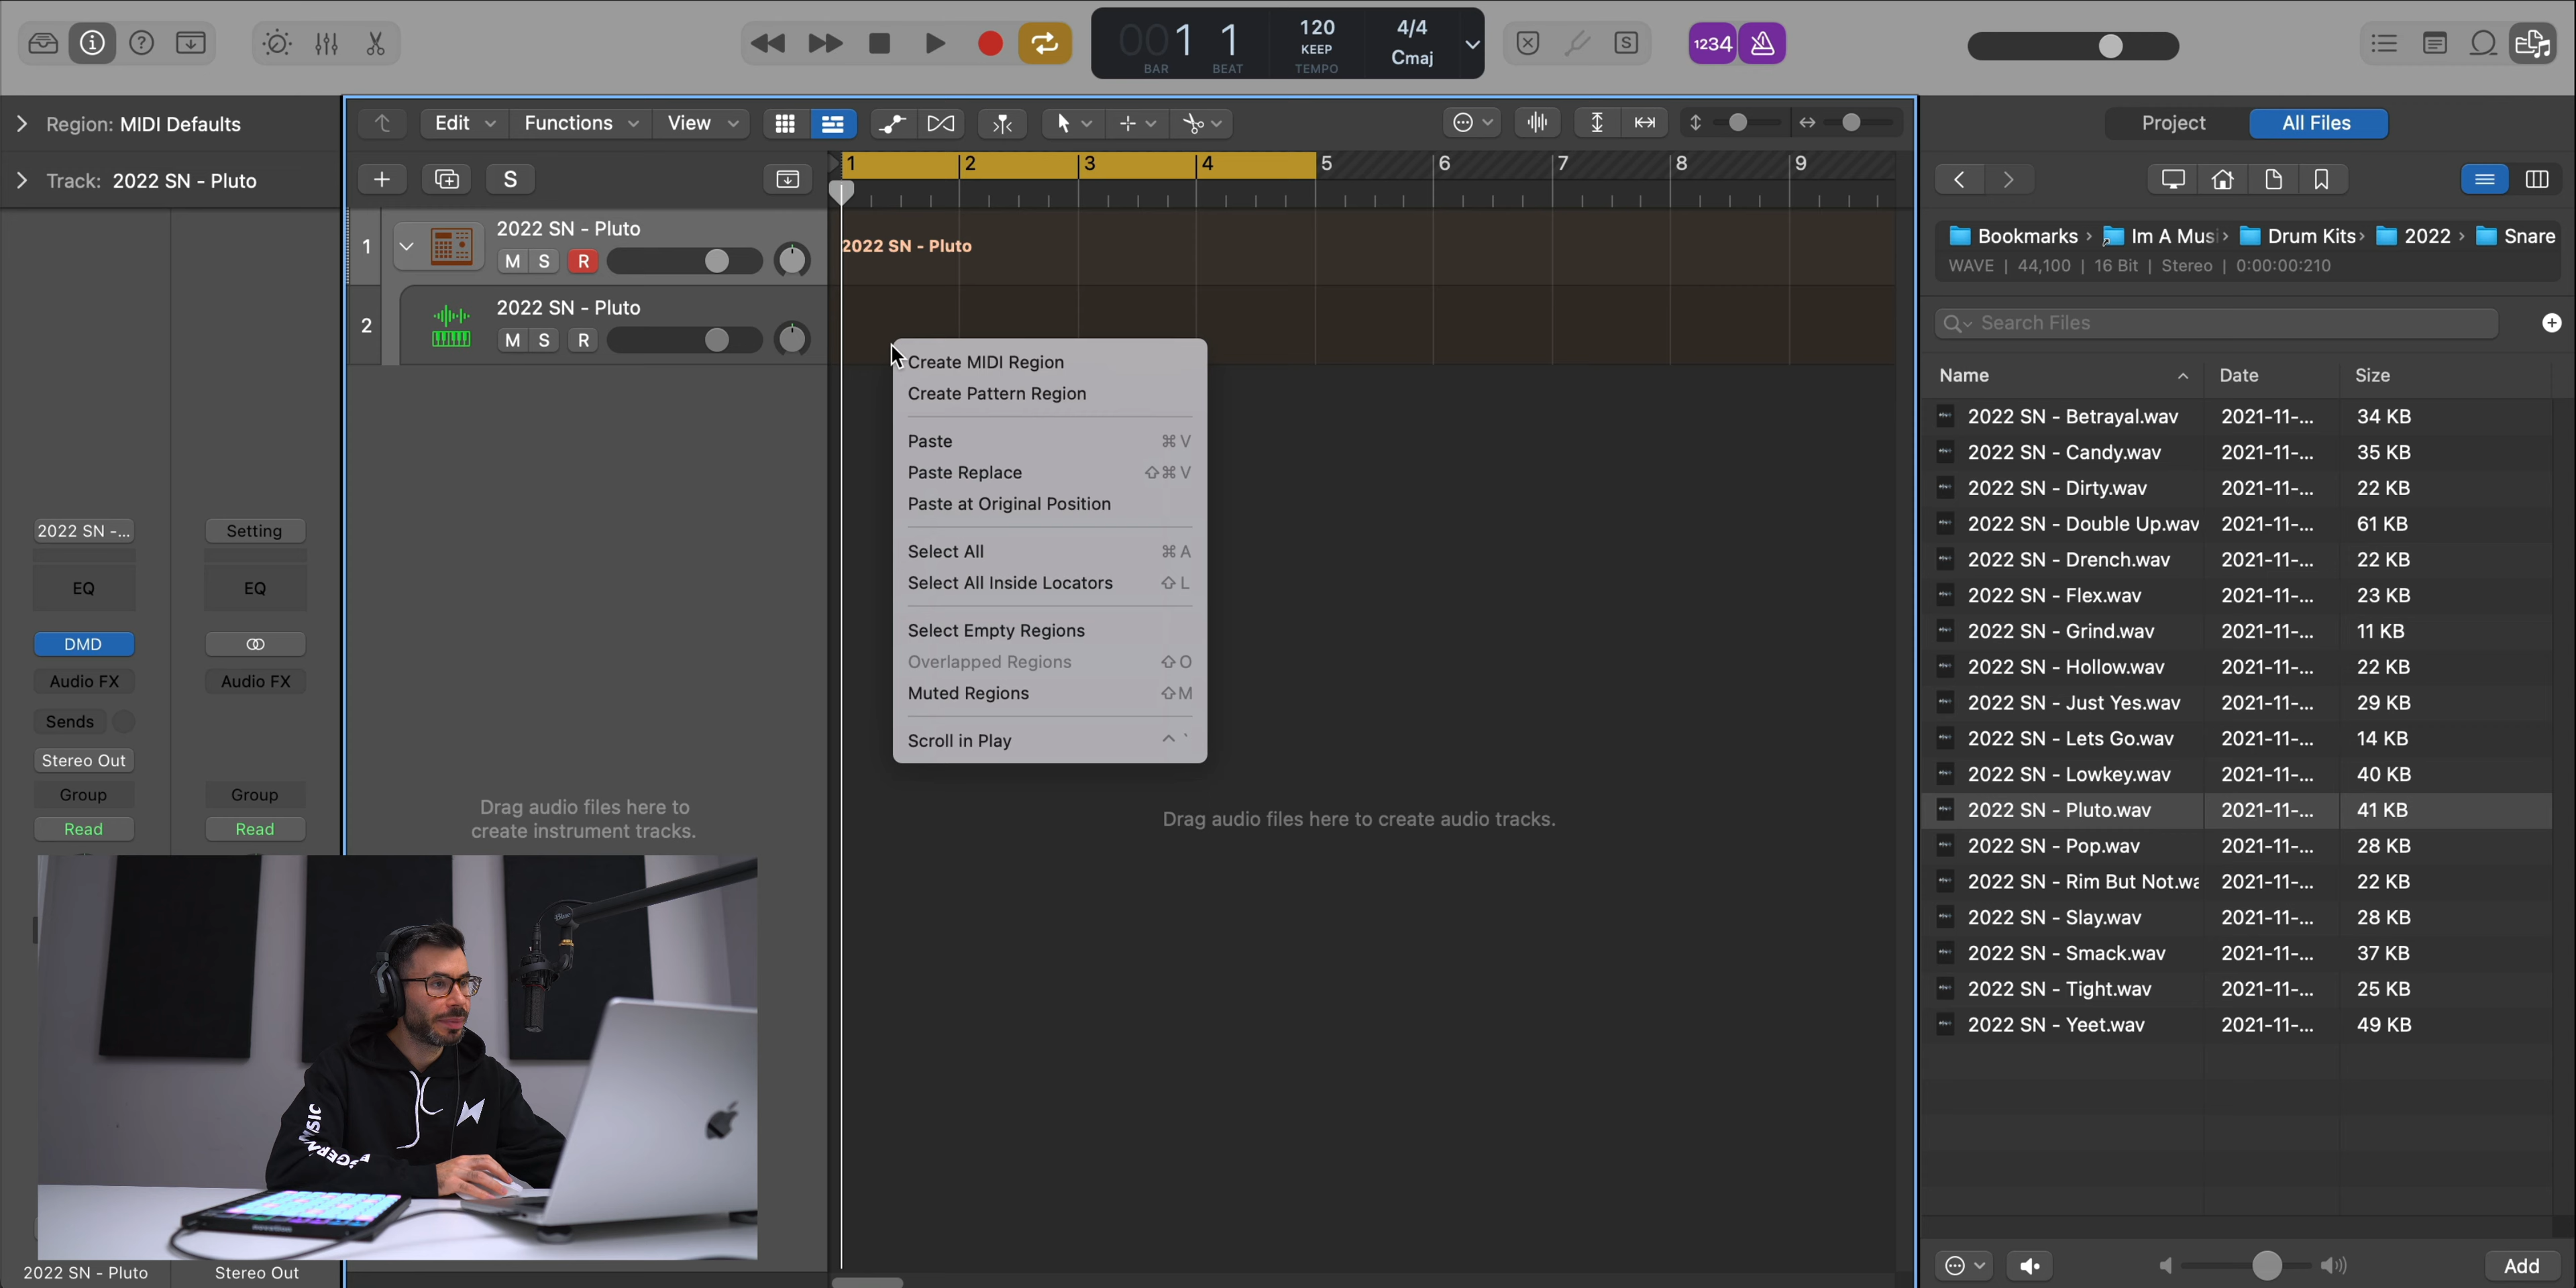 001 1
BAR BEAT
120
KEEP
TEMPO
4/4
Cmaj
S
1234
Region: MIDI Defaults
Track: 2022 SN - Pluto
Edit Functions View
S
1 2 3 4 5 6 7 8 9
1
2022 SN - Pluto
M S R
2022 SN - Pluto
2
2022 SN - Pluto
M S R
Create MIDI Region
Create Pattern Region
Paste ⌘ V
Paste Replace ⇧⌘ V
Paste at Original Position
Select All ⌘ A
Select All Inside Locators ⇧ L
Select Empty Regions
Overlapped Regions ⇧ O
Muted Regions ⇧ M
Scroll in Play ^ `
Drag audio files here to
create instrument tracks.
Drag audio files here to create audio tracks.
2022 SN -... Setting
EQ EQ
DMD
Audio FX Audio FX
Sends
Stereo Out
Group Group
Read Read
2022 SN - Pluto Stereo Out
Project All Files
Bookmarks › Im A Musi › Drum Kits › 2022 › Snare
WAVE | 44,100 | 16 Bit | Stereo | 0:00:00:210
Search Files
Name Date Size
2022 SN - Betrayal.wav 2021-11-... 34 KB
2022 SN - Candy.wav 2021-11-... 35 KB
2022 SN - Dirty.wav 2021-11-... 22 KB
2022 SN - Double Up.wav 2021-11-... 61 KB
2022 SN - Drench.wav 2021-11-... 22 KB
2022 SN - Flex.wav 2021-11-... 23 KB
2022 SN - Grind.wav 2021-11-... 11 KB
2022 SN - Hollow.wav 2021-11-... 22 KB
2022 SN - Just Yes.wav 2021-11-... 29 KB
2022 SN - Lets Go.wav 2021-11-... 14 KB
2022 SN - Lowkey.wav 2021-11-... 40 KB
2022 SN - Pluto.wav 2021-11-... 41 KB
2022 SN - Pop.wav 2021-11-... 28 KB
2022 SN - Rim But Not.wa 2021-11-... 22 KB
2022 SN - Slay.wav 2021-11-... 28 KB
2022 SN - Smack.wav 2021-11-... 37 KB
2022 SN - Tight.wav 2021-11-... 25 KB
2022 SN - Yeet.wav 2021-11-... 49 KB
Add
MUSIC
novation